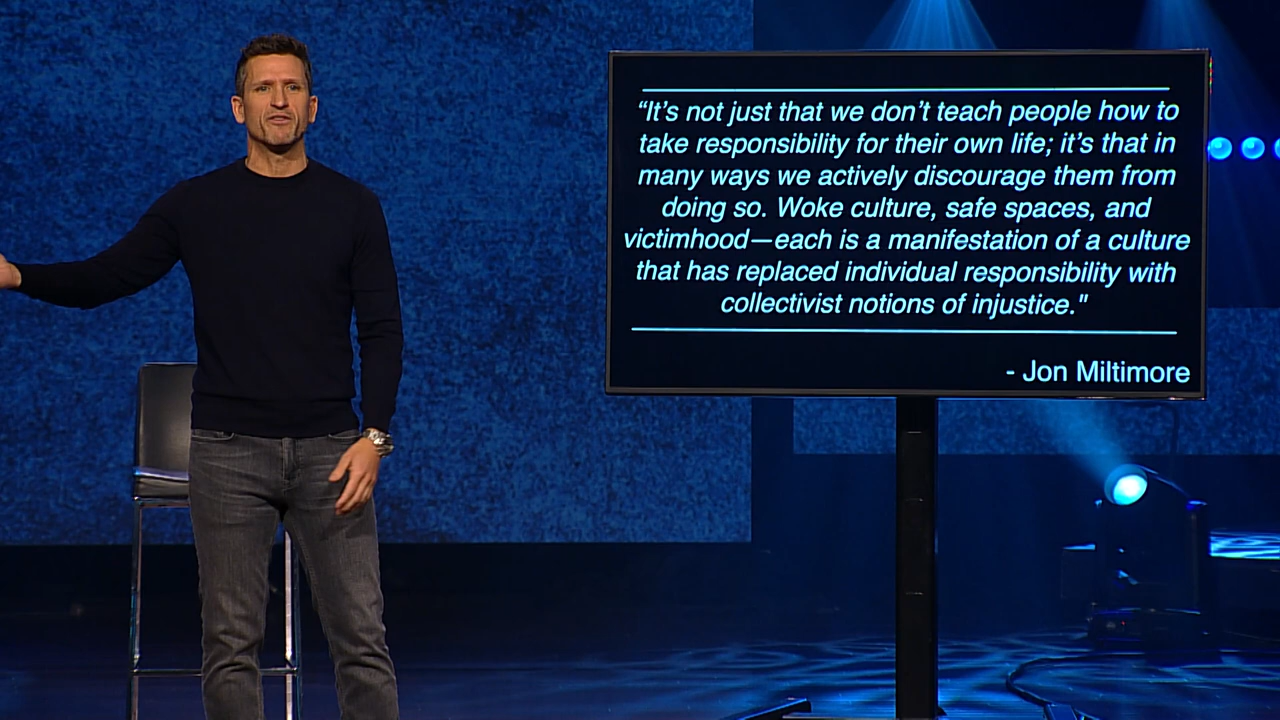 “It’s not just that we don’t teach people how to
take responsibility for their own life; it’s that in
many ways we actively discourage them from
doing so. Woke culture, safe spaces, and
victimhood—each is a manifestation of a culture
that has replaced individual responsibility with
collectivist notions of injustice."
- Jon Miltimore